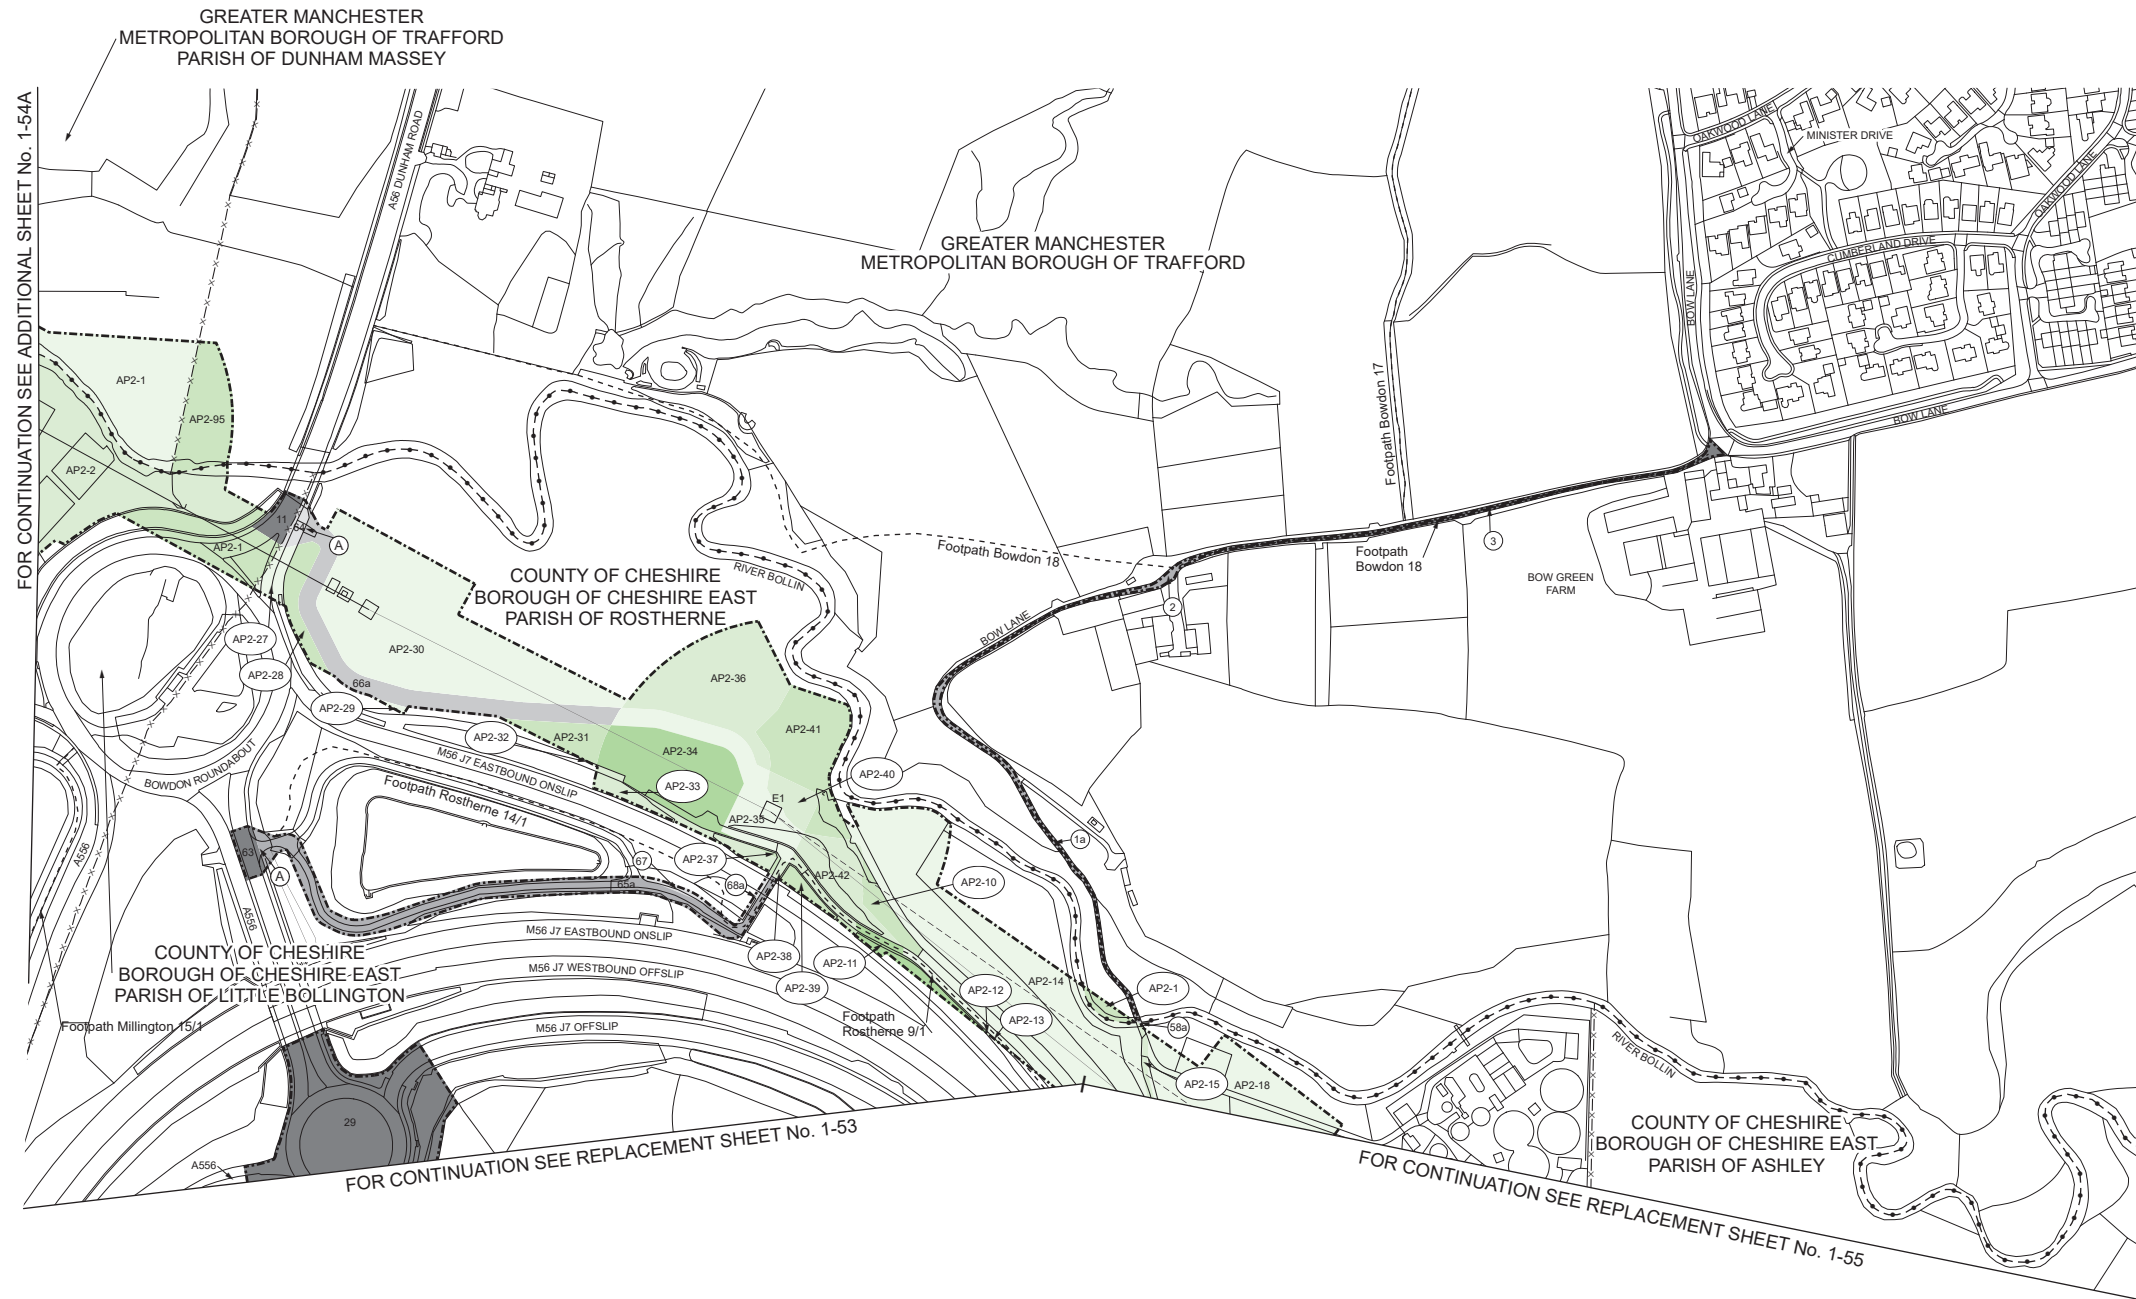 GREATER MANCHESTER
METROPOLITAN BOROUGH OF TRAFFORD
PARISH OF DUNHAM MASSEY
FOR CONTINUATION SEE ADDITIONAL SHEET No. 1-54A
A56 DUNHAM ROAD
GREATER MANCHESTER
METROPOLITAN BOROUGH OF TRAFFORD
OAKWOOD LANE
MINISTER DRIVE
OAKWOOD LANE
CUMBERLAND DRIVE
BOW LANE
BOW LANE
Footpath Bowdon 17
AP2-1
AP2-95
AP2-2
11
64
A
AP2-1
Footpath Bowdon 18
Footpath
Bowdon 18
3
BOW GREEN
FARM
2
BOW LANE
RIVER BOLLIN
COUNTY OF CHESHIRE
BOROUGH OF CHESHIRE EAST
PARISH OF ROSTHERNE
AP2-27
AP2-28
AP2-30
66a
AP2-29
AP2-36
AP2-32
AP2-31
AP2-34
AP2-41
AP2-33
AP2-40
E1
AP2-35
BOWDON ROUNDABOUT
M56 J7 EASTBOUND ONSLIP
Footpath Rostherne 14/1
A556
63
A
67
65a
68a
AP2-37
AP2-42
AP2-10
1a
A556
M56 J7 EASTBOUND ONSLIP
M56 J7 WESTBOUND OFFSLIP
M56 J7 OFFSLIP
AP2-38
AP2-11
AP2-39
AP2-12
AP2-14
AP2-1
AP2-13
58a
Footpath
Rostherne 9/1
AP2-15
AP2-18
COUNTY OF CHESHIRE
BOROUGH OF CHESHIRE EAST
PARISH OF LITTLE BOLLINGTON
Footpath Millington 15/1
29
A556
RIVER BOLLIN
COUNTY OF CHESHIRE
BOROUGH OF CHESHIRE EAST
PARISH OF ASHLEY
FOR CONTINUATION SEE REPLACEMENT SHEET No. 1-53
FOR CONTINUATION SEE REPLACEMENT SHEET No. 1-55